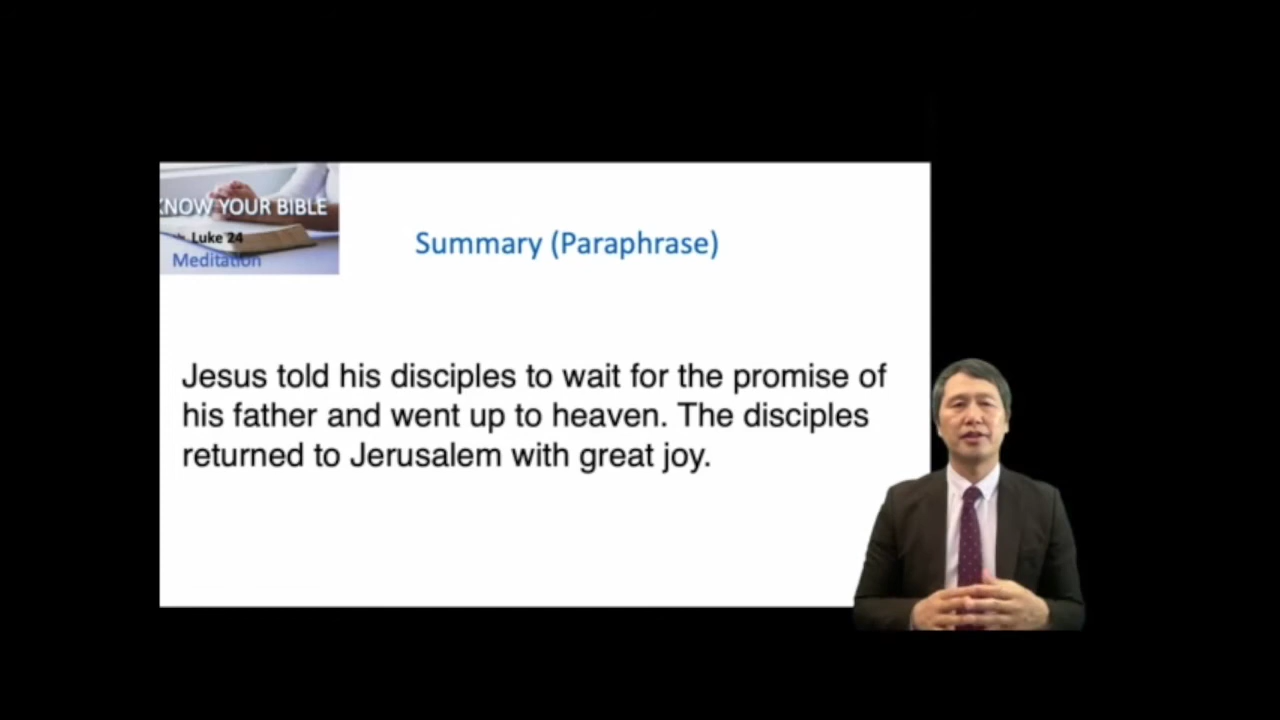 KNOW YOUR BIBLE
Luke 24
Meditation
Summary (Paraphrase)
Jesus told his disciples to wait for the promise of
his father and went up to heaven. The disciples
returned to Jerusalem with great joy.